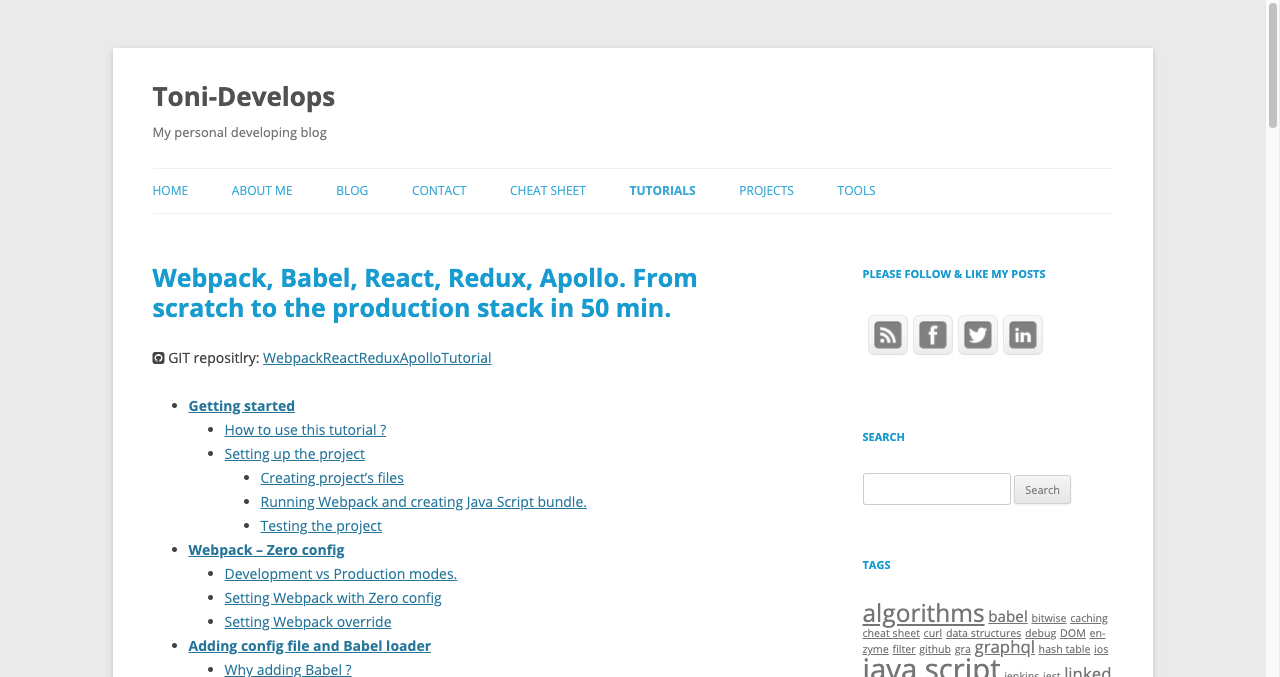 Toni-Develops
My personal developing blog
HOME ABOUT ME BLOG CONTACT CHEAT SHEET TUTORIALS PROJECTS TOOLS
Webpack, Babel, React, Redux, Apollo. From
scratch to the production stack in 50 min.
GIT repositlry: WebpackReactReduxApolloTutorial
Getting started
How to use this tutorial ?
Setting up the project
Creating project’s files
Running Webpack and creating Java Script bundle.
Testing the project
Webpack – Zero config
Development vs Production modes.
Setting Webpack with Zero config
Setting Webpack override
Adding config file and Babel loader
Why adding Babel ?
PLEASE FOLLOW & LIKE MY POSTS
SEARCH
Search
TAGS
algorithms babel bitwise caching
cheat sheet curl data structures debug DOM en-
zyme filter github gra graphql hash table ios
java script jenkins jest linked